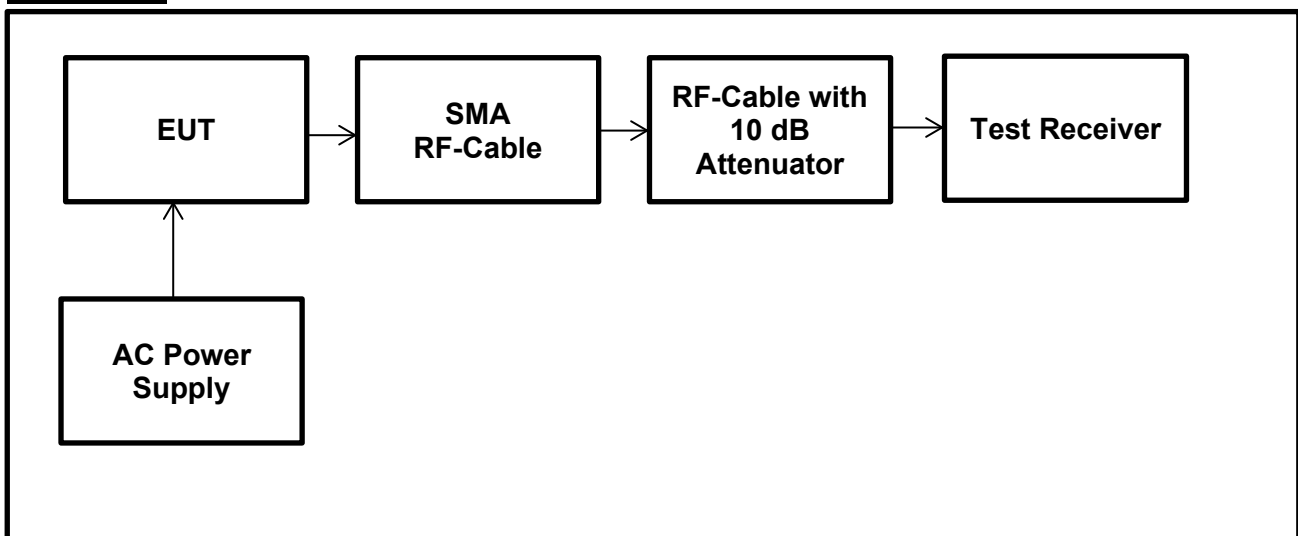 EUT
SMA
RF-Cable
RF-Cable with
10 dB
Attenuator
Test Receiver
AC Power
Supply